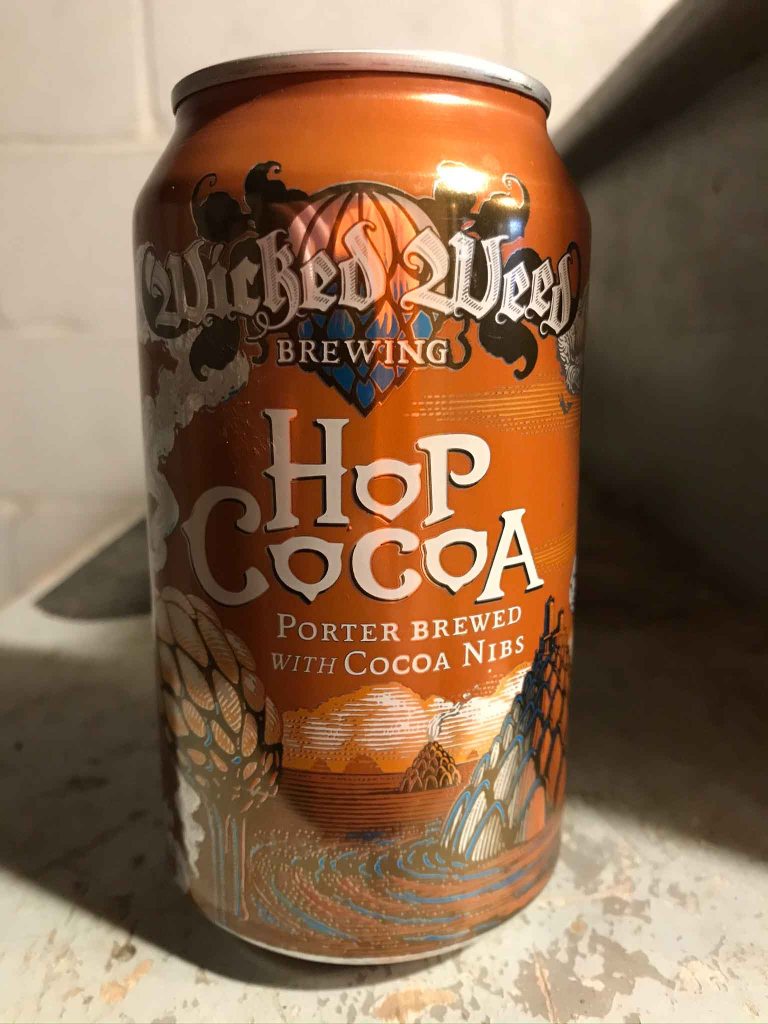 Wicked Weed
BREWING
HOP
COCOA
PORTER BREWED
WITH COCOA NIBS